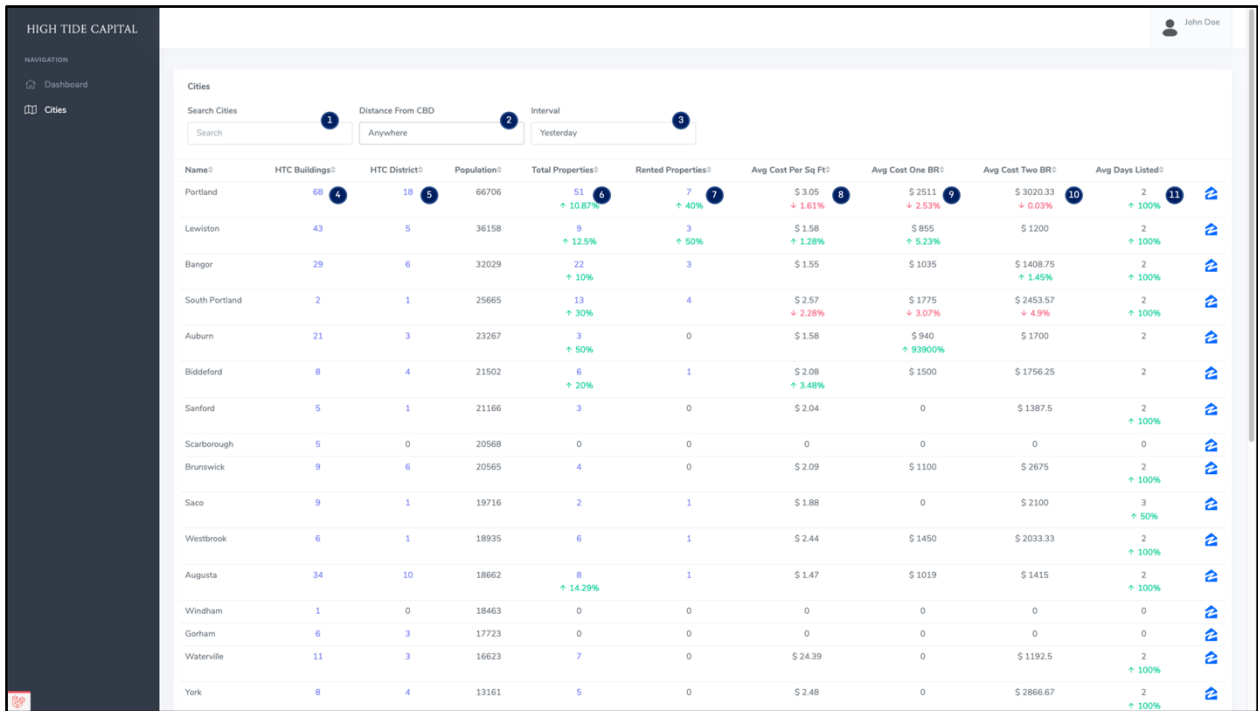 HIGH TIDE CAPITAL
John Doe
NAVIGATION
Dashboard
Cities
Cities
Search Cities Distance From CBD Interval
1 2 3
Search Anywhere Yesterday
Name HTC Buildings HTC District Population Total Properties Rented Properties Avg Cost Per Sq Ft Avg Cost One BR Avg Cost Two BR Avg Days Listed
Portland 68 4 18 5 66706 51 6 7 7 $ 3.05 8 $ 2511 9 $ 3020.33 10 2 11
↑ 10.87% ↑ 40% ↓ 1.61% ↓ 2.53% ↓ 0.03% ↑ 100%
Lewiston 43 5 36158 9 3 $ 1.58 $ 855 $ 1200 2
↑ 12.5% ↑ 50% ↑ 1.28% ↑ 5.23% ↑ 100%
Bangor 29 6 32029 22 3 $ 1.55 $ 1035 $ 1408.75 2
↑ 10% ↑ 1.45% ↑ 100%
South Portland 2 1 25665 13 4 $ 2.57 $ 1775 $ 2453.57 2
↑ 30% ↓ 2.28% ↓ 3.07% ↓ 4.9% ↑ 100%
Auburn 21 3 23267 3 0 $ 1.58 $ 940 $ 1700 2
↑ 50% ↑ 93900%
Biddeford 8 4 21502 6 1 $ 2.08 $ 1500 $ 1756.25 2
↑ 20% ↑ 3.48%
Sanford 5 1 21166 3 0 $ 2.04 0 $ 1387.5 2
↑ 100%
Scarborough 5 0 20568 0 0 0 0 0 0
Brunswick 9 6 20565 4 0 $ 2.09 $ 1100 $ 2675 2
↑ 100%
Saco 9 1 19716 2 1 $ 1.88 0 $ 2100 3
↑ 50%
Westbrook 6 1 18935 6 1 $ 2.44 $ 1450 $ 2033.33 2
↑ 100%
Augusta 34 10 18662 8 1 $ 1.47 $ 1019 $ 1415 2
↑ 14.29% ↑ 100%
Windham 1 0 18463 0 0 0 0 0 0
Gorham 6 3 17723 0 0 0 0 0 0
Waterville 11 3 16623 7 0 $ 24.39 0 $ 1192.5 2
↑ 100%
York 8 4 13161 5 0 $ 2.48 0 $ 2866.67 2
↑ 100%